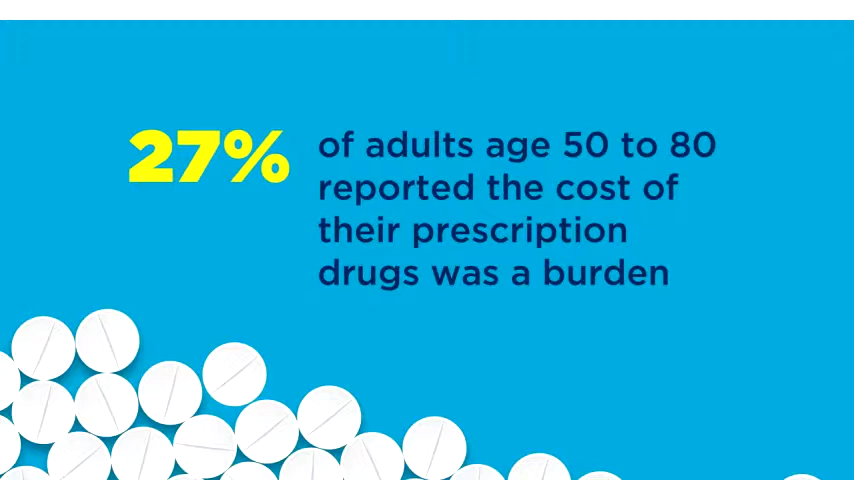 27% of adults age 50 to 80
reported the cost of
their prescription
drugs was a burden